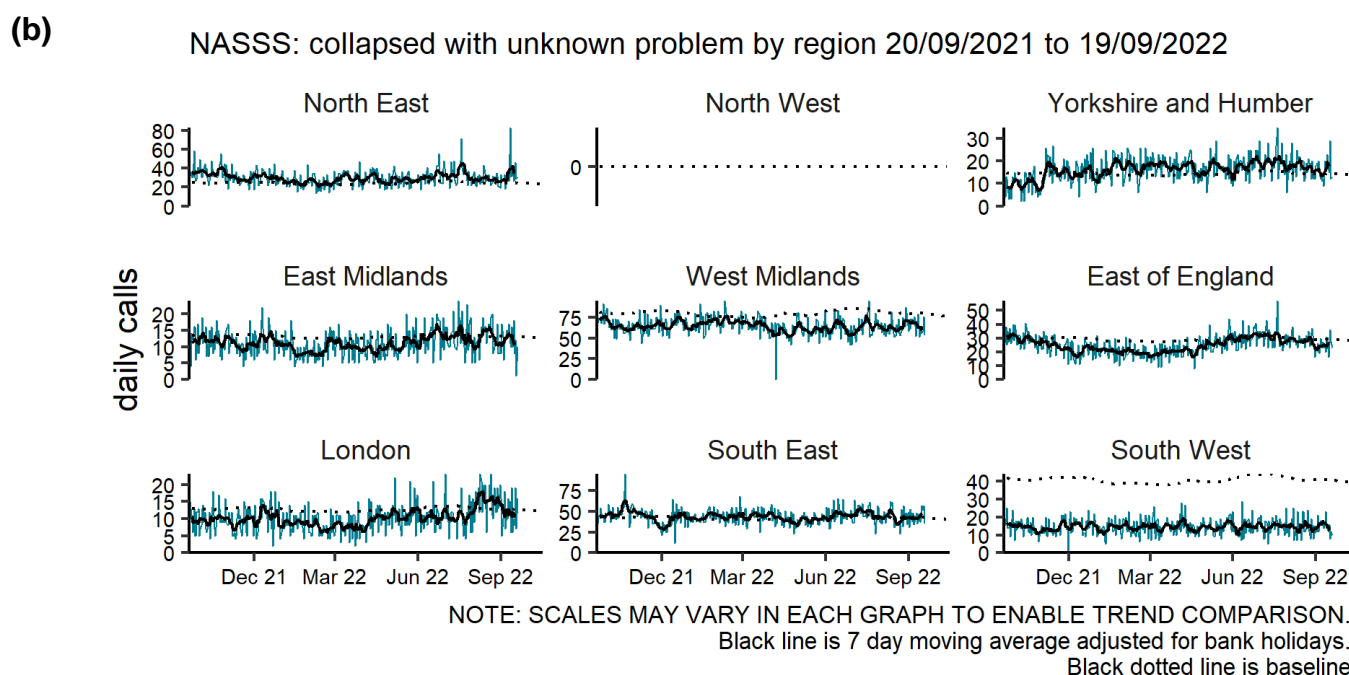 (b)
NASSS: collapsed with unknown problem by region 20/09/2021 to 19/09/2022
North East
North West
Yorkshire and Humber
80
60
40
20
0
0
30
20
10
0
East Midlands
West Midlands
East of England
20
15
10
5
0
75
50
25
0
50
40
30
20
10
0
daily calls
London
South East
South West
20
15
10
5
0
75
50
25
0
40
30
20
10
0
Dec 21 Mar 22 Jun 22 Sep 22
Dec 21 Mar 22 Jun 22 Sep 22
Dec 21 Mar 22 Jun 22 Sep 22
NOTE: SCALES MAY VARY IN EACH GRAPH TO ENABLE TREND COMPARISON.
Black line is 7 day moving average adjusted for bank holidays.
Black dotted line is baseline